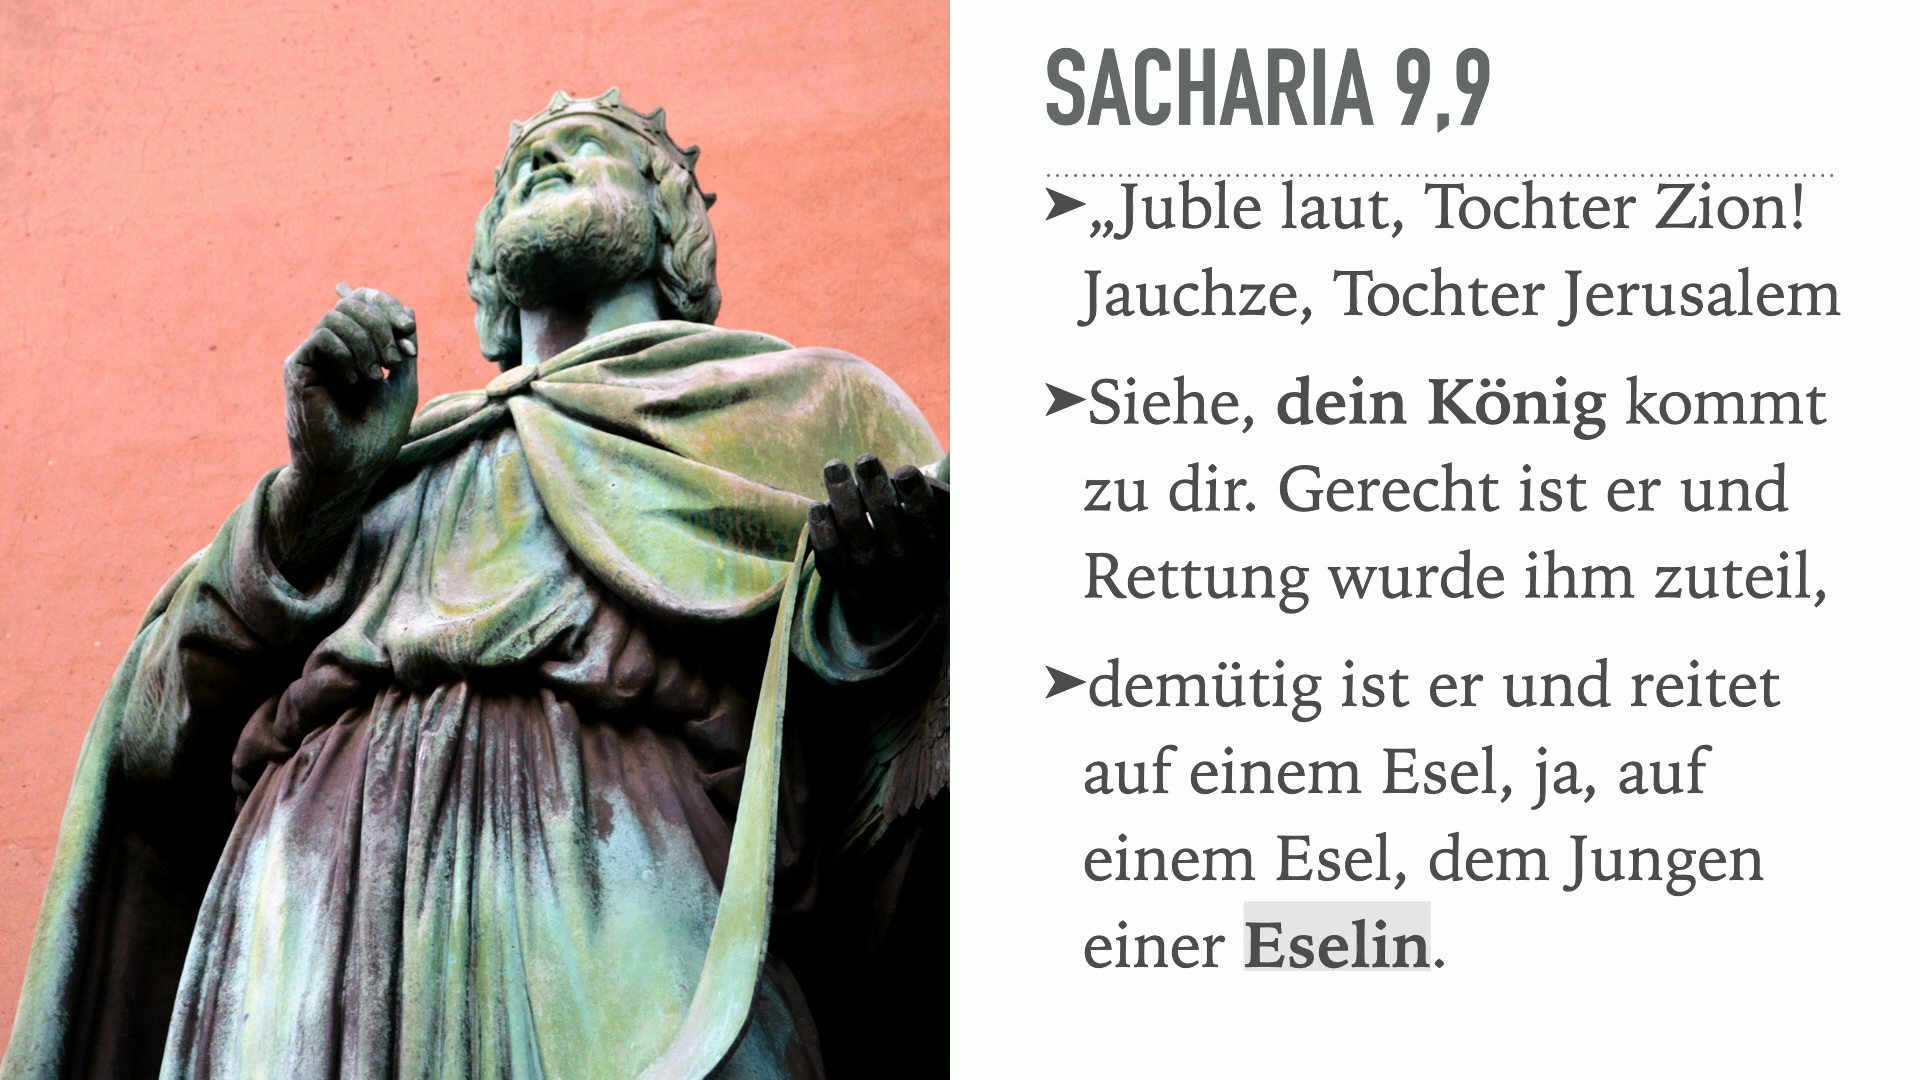 SACHARIA 9,9
➤„Juble laut, Tochter Zion!
Jauchze, Tochter Jerusalem
➤Siehe, dein König kommt
zu dir. Gerecht ist er und
Rettung wurde ihm zuteil,
➤demütig ist er und reitet
auf einem Esel, ja, auf
einem Esel, dem Jungen
einer Eselin.